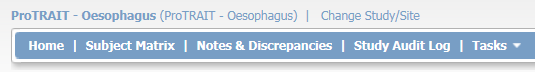 ProTRAIT - Oesophagus (ProTRAIT - Oesophagus) | Change Study/Site
Home | Subject Matrix | Notes & Discrepancies | Study Audit Log | Tasks